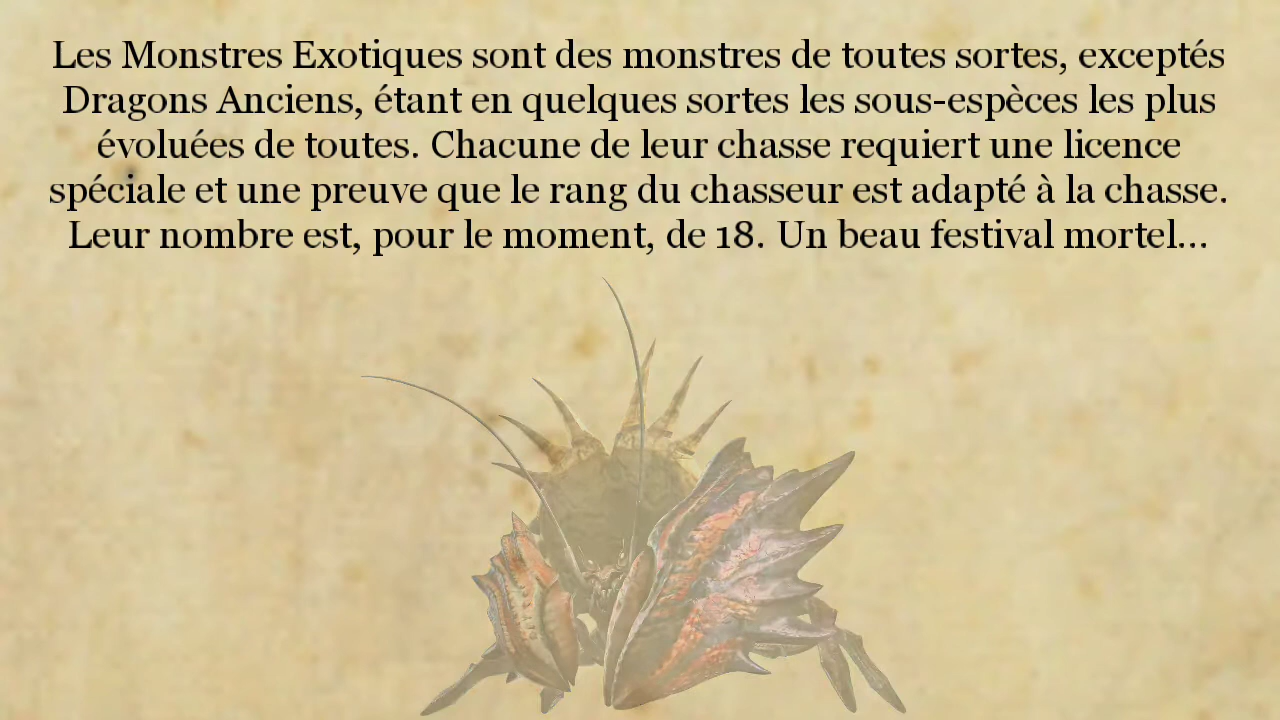 Les Monstres Exotiques sont des monstres de toutes sortes, exceptés
Dragons Anciens, étant en quelques sortes les sous-espèces les plus
évoluées de toutes. Chacune de leur chasse requiert une licence
spéciale et une preuve que le rang du chasseur est adapté à la chasse.
Leur nombre est, pour le moment, de 18. Un beau festival mortel...